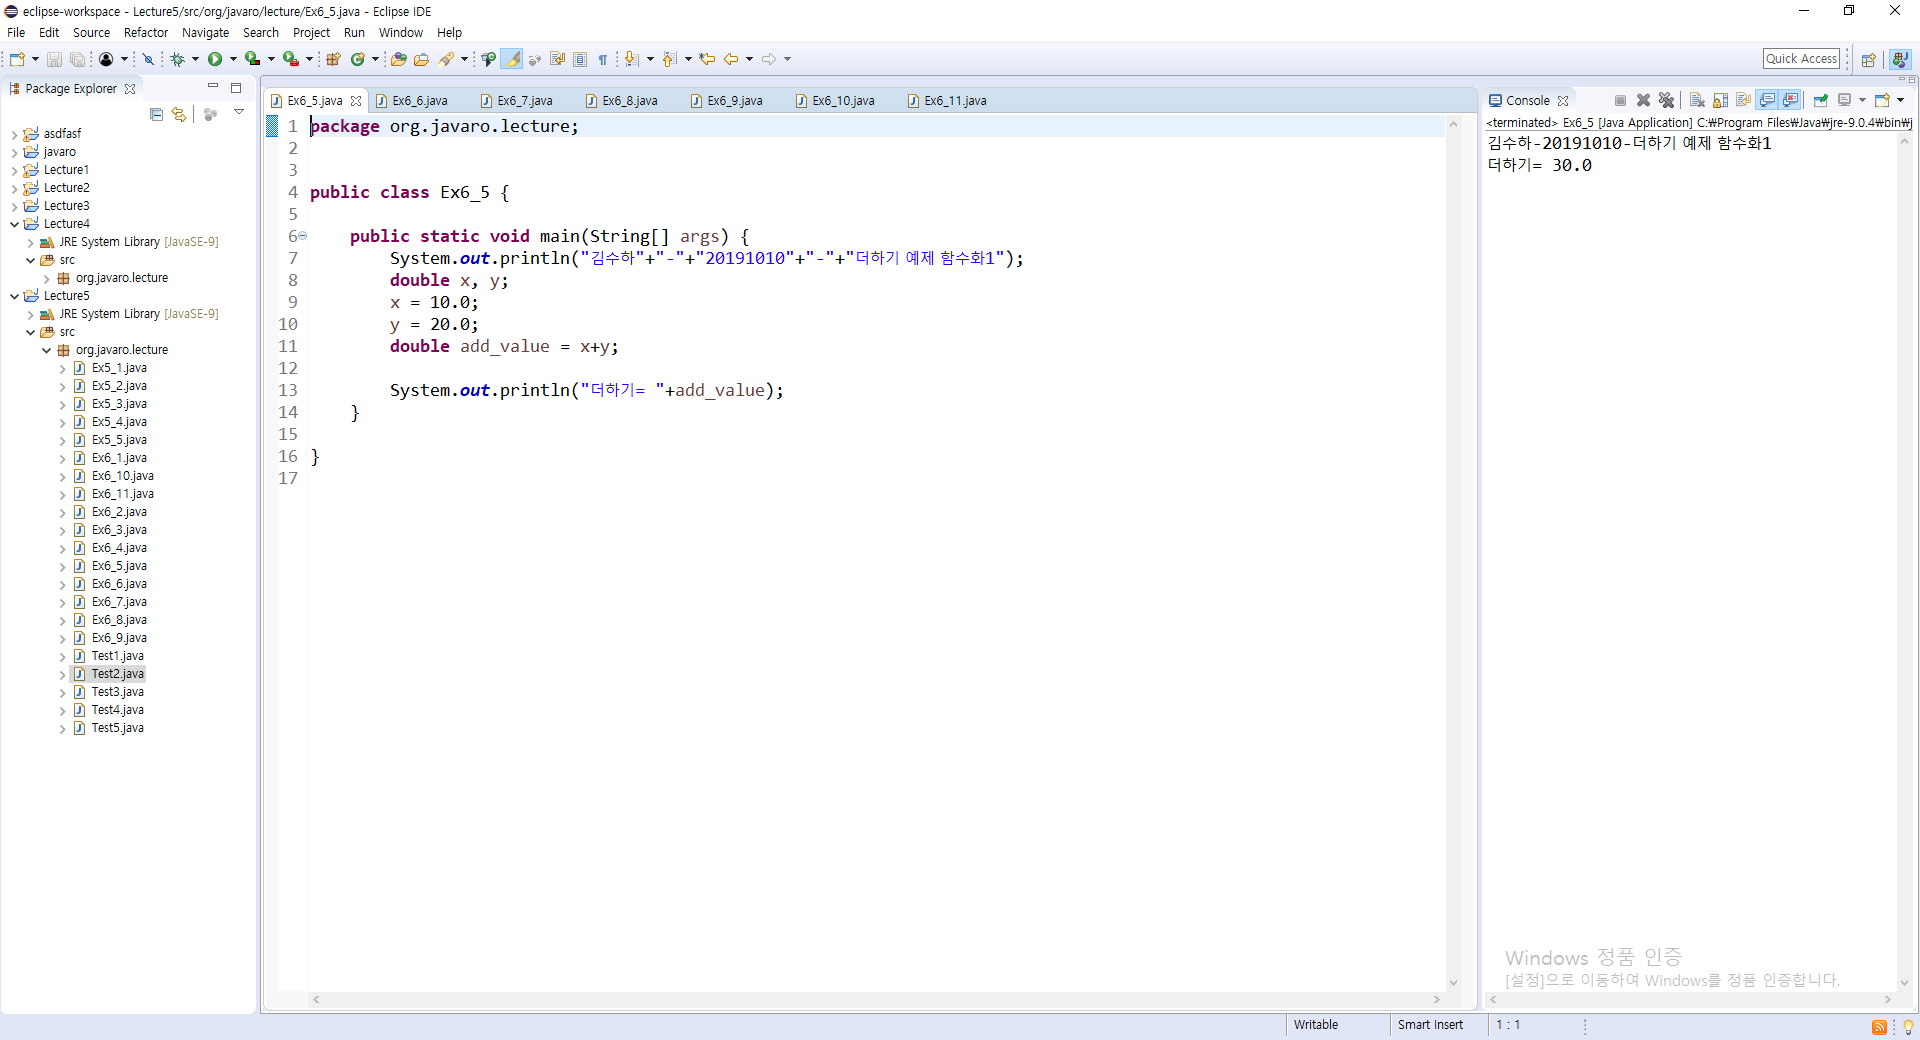 eclipse-workspace - Lecture5/src/org/javaro/lecture/Ex6_5.java - Eclipse IDE
File Edit Source Refactor Navigate Search Project Run Window Help
Quick Access
Package Explorer
asdfasf
javaro
Lecture1
Lecture2
Lecture3
Lecture4
JRE System Library [JavaSE-9]
src
org.javaro.lecture
Lecture5
JRE System Library [JavaSE-9]
src
org.javaro.lecture
Ex5_1.java
Ex5_2.java
Ex5_3.java
Ex5_4.java
Ex5_5.java
Ex6_1.java
Ex6_10.java
Ex6_11.java
Ex6_2.java
Ex6_3.java
Ex6_4.java
Ex6_5.java
Ex6_6.java
Ex6_7.java
Ex6_8.java
Ex6_9.java
Test1.java
Test2.java
Test3.java
Test4.java
Test5.java
Ex6_5.java Ex6_6.java Ex6_7.java Ex6_8.java Ex6_9.java Ex6_10.java Ex6_11.java
1 package org.javaro.lecture;
2
3
4 public class Ex6_5 {
5
6 public static void main(String[] args) {
7 System.out.println("김수하"+"-"+"20191010"+"-"+"더하기 예제 함수화1");
8 double x, y;
9 x = 10.0;
10 y = 20.0;
11 double add_value = x+y;
12
13 System.out.println("더하기= "+add_value);
14 }
15
16 }
17
Console
<terminated> Ex6_5 [Java Application] C:₩Program Files₩Java₩jre-9.0.4₩bin₩j
김수하-20191010-더하기 예제 함수화1
더하기= 30.0
Windows 정품 인증
[설정]으로 이동하여 Windows를 정품 인증합니다.
Writable Smart Insert 1 : 1